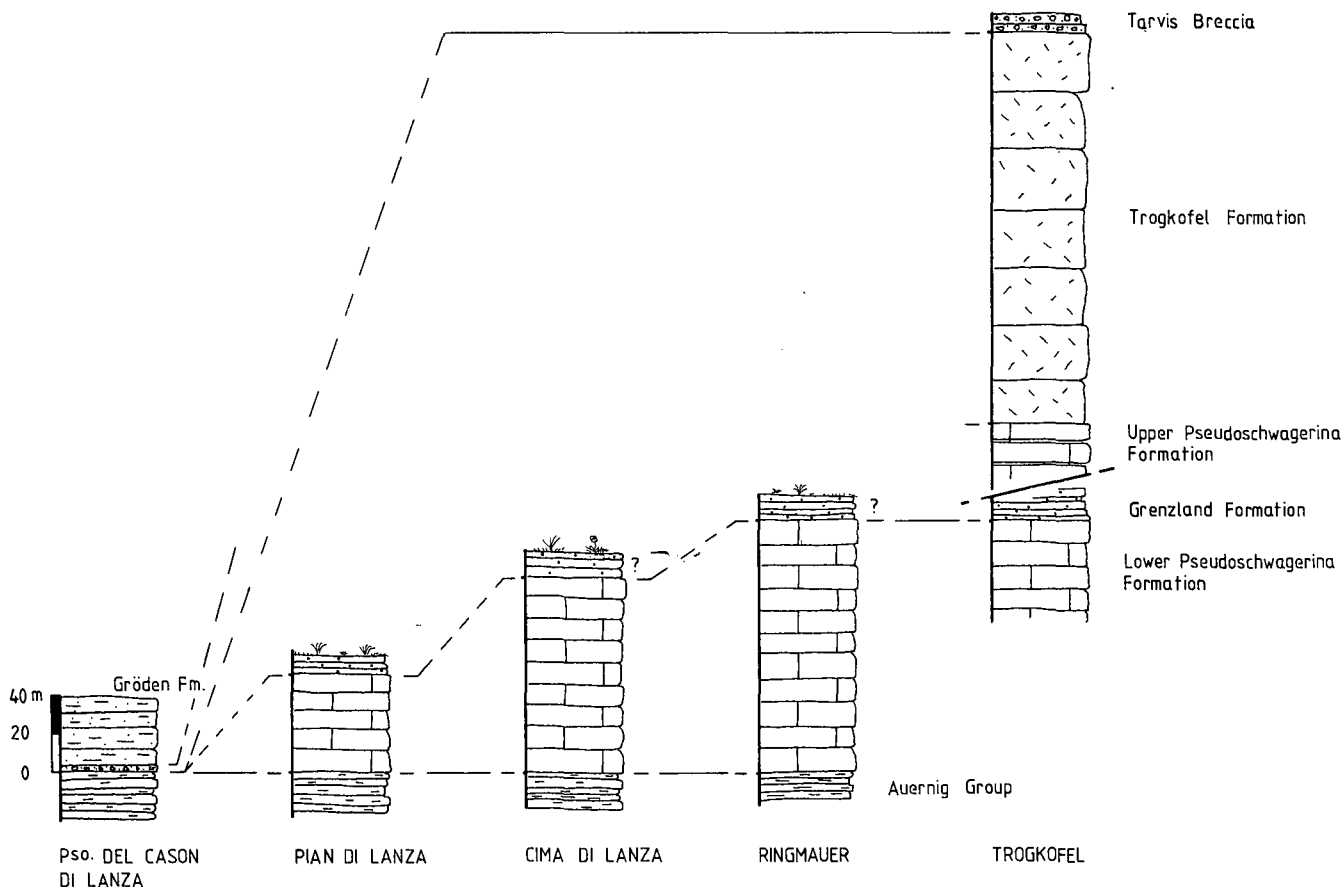 Tarvis Breccia
Trogkofel Formation
Upper Pseudoschwagerina
Formation
?
Grenzland Formation
?
Lower Pseudoschwagerina
Formation
Gröden Fm.
40 m
20
0
Auernig Group
Pso. DEL CASON
DI LANZA
PIAN DI LANZA
CIMA DI LANZA
RINGMAUER
TROGKOFEL